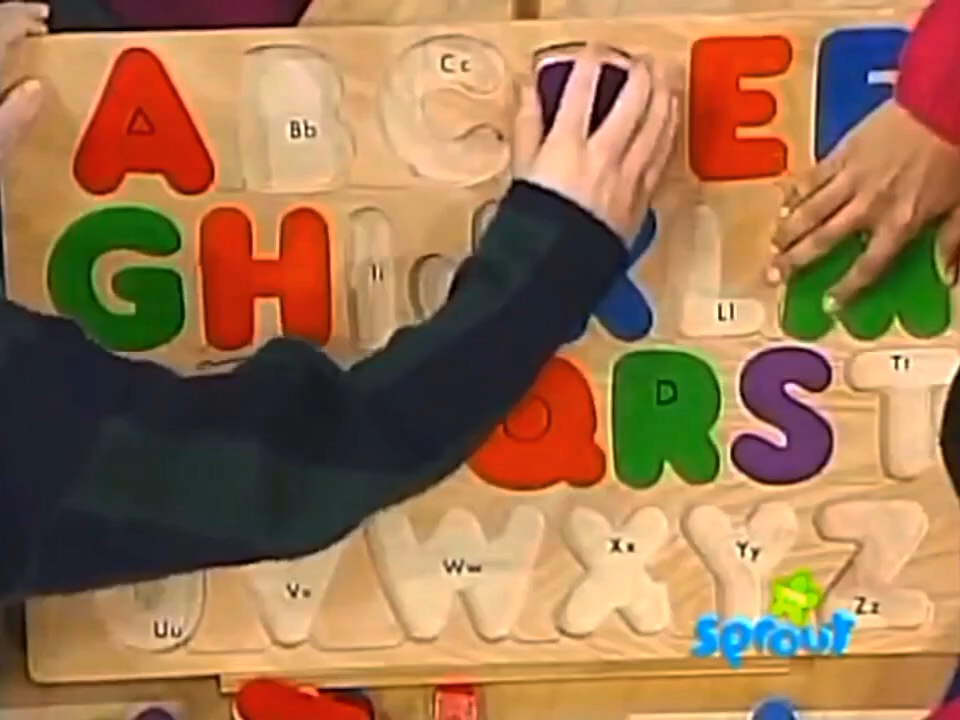 A Bb Cc E F
G H Ii K Ll M
Q R S Tt
Uu Vv Ww Xx Yy Zz
sprout